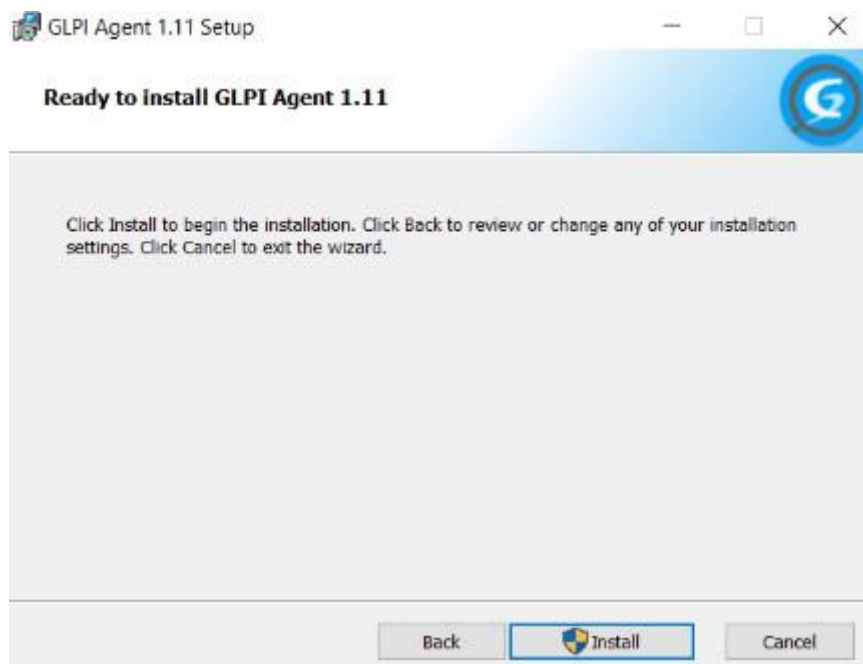 GLPI Agent 1.11 Setup
Ready to install GLPI Agent 1.11
Click Install to begin the installation. Click Back to review or change any of your installation
settings. Click Cancel to exit the wizard.
Back
Install
Cancel